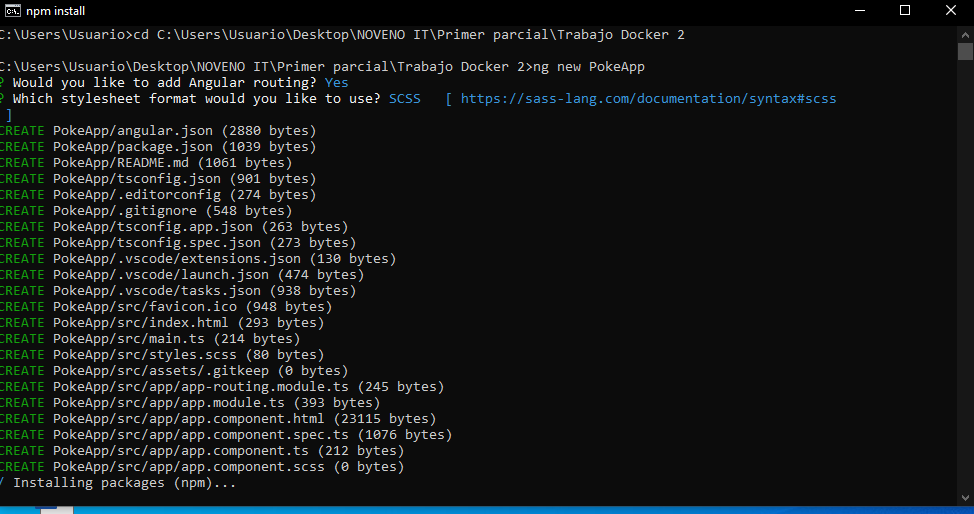 npm install
C:\Users\Usuario>cd C:\Users\Usuario\Desktop\NOVENO IT\Primer parcial\Trabajo Docker 2
C:\Users\Usuario\Desktop\NOVENO IT\Primer parcial\Trabajo Docker 2>ng new PokeApp
? Would you like to add Angular routing? Yes
? Which stylesheet format would you like to use? SCSS   [ https://sass-lang.com/documentation/syntax#scss
]
CREATE PokeApp/angular.json (2880 bytes)
CREATE PokeApp/package.json (1039 bytes)
CREATE PokeApp/README.md (1061 bytes)
CREATE PokeApp/tsconfig.json (901 bytes)
CREATE PokeApp/.editorconfig (274 bytes)
CREATE PokeApp/.gitignore (548 bytes)
CREATE PokeApp/tsconfig.app.json (263 bytes)
CREATE PokeApp/tsconfig.spec.json (273 bytes)
CREATE PokeApp/.vscode/extensions.json (130 bytes)
CREATE PokeApp/.vscode/launch.json (474 bytes)
CREATE PokeApp/.vscode/tasks.json (938 bytes)
CREATE PokeApp/src/favicon.ico (948 bytes)
CREATE PokeApp/src/index.html (293 bytes)
CREATE PokeApp/src/main.ts (214 bytes)
CREATE PokeApp/src/styles.scss (80 bytes)
CREATE PokeApp/src/assets/.gitkeep (0 bytes)
CREATE PokeApp/src/app/app-routing.module.ts (245 bytes)
CREATE PokeApp/src/app/app.module.ts (393 bytes)
CREATE PokeApp/src/app/app.component.html (23115 bytes)
CREATE PokeApp/src/app/app.component.spec.ts (1076 bytes)
CREATE PokeApp/src/app/app.component.ts (212 bytes)
CREATE PokeApp/src/app/app.component.scss (0 bytes)
/ Installing packages (npm)...